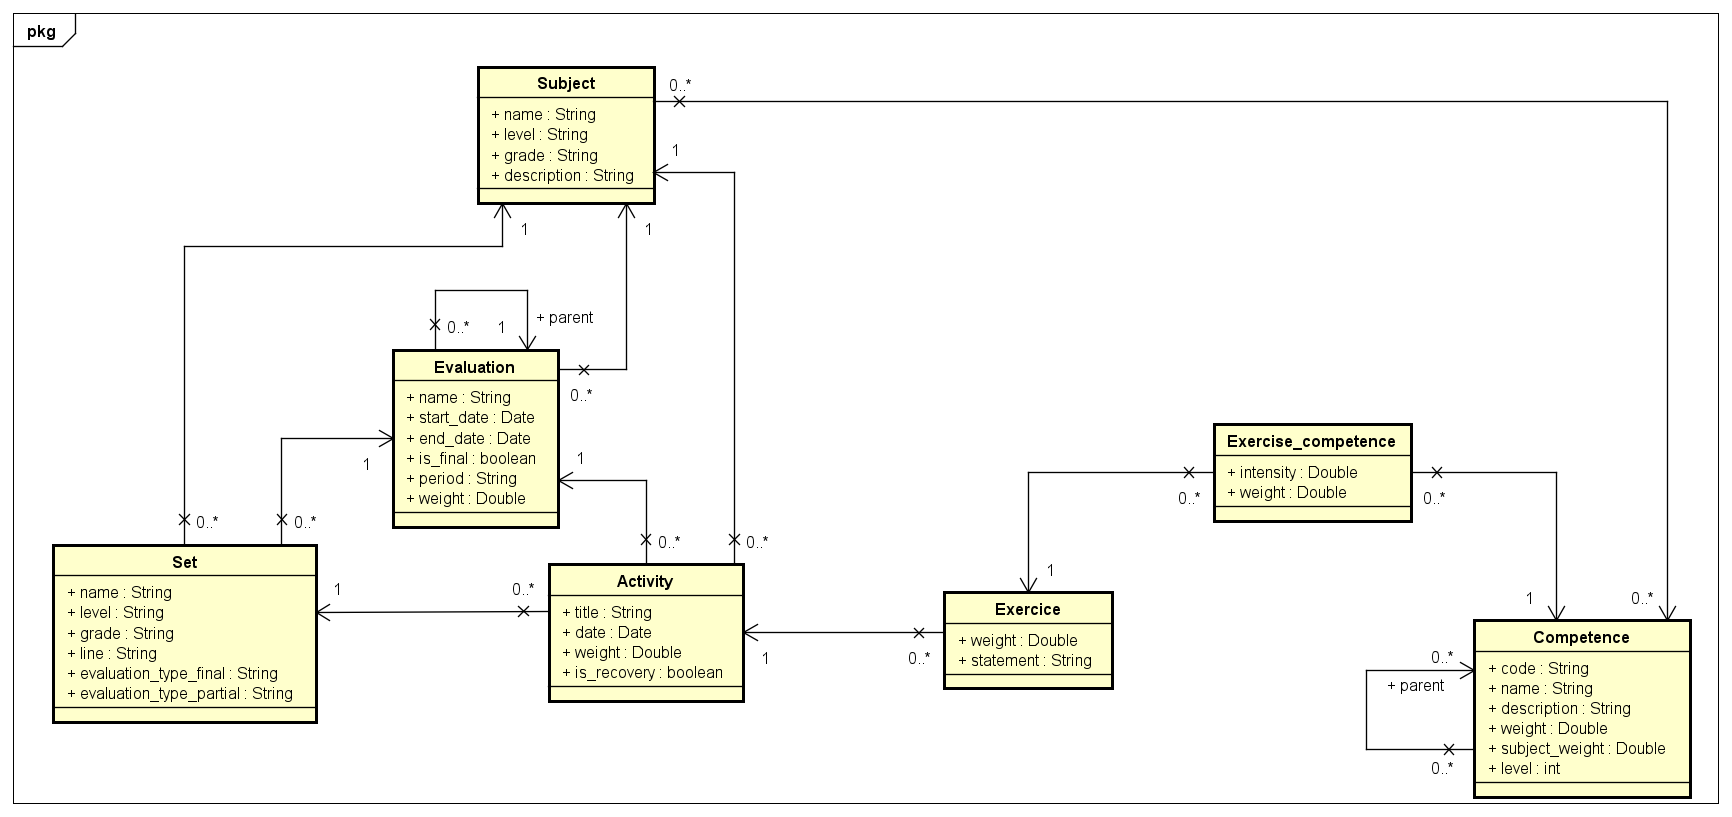 pkg
Subject
+ name : String
+ level : String
+ grade : String
+ description : String
0..*
1
1
1
0..*
1
+ parent
Evaluation
+ name : String
+ start_date : Date
+ end_date : Date
+ is_final : boolean
+ period : String
+ weight : Double
0..*
1
1
0..*
0..*
0..*
0..*
Set
+ name : String
+ level : String
+ grade : String
+ line : String
+ evaluation_type_final : String
+ evaluation_type_partial : String
1
0..*
Activity
+ title : String
+ date : Date
+ weight : Double
+ is_recovery : boolean
1
0..*
Exercice
+ weight : Double
+ statement : String
1
Exercise_competence
+ intensity : Double
+ weight : Double
0..*
0..*
1
0..*
Competence
+ code : String
+ name : String
+ description : String
+ weight : Double
+ subject_weight : Double
+ level : int
0..*
+ parent
0..*